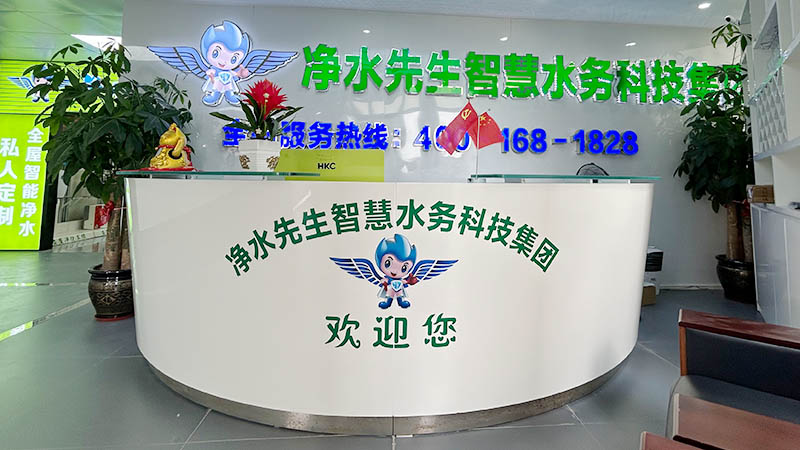 净水先生智慧水务科技集团
服务热线: 400 168-1828
全屋智能净水
私人定制
HKC
净水先生智慧水务科技集团
欢迎您